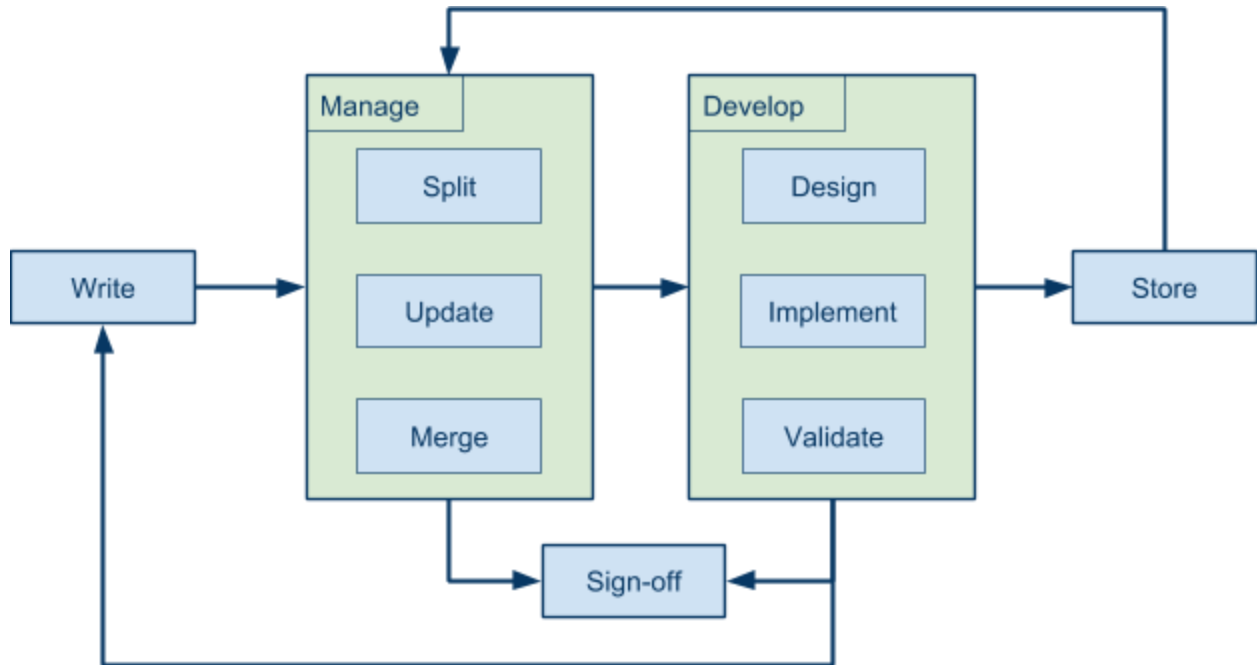 Manage
Develop
Split
Design
Write
Update
Implement
Store
Merge
Validate
Sign-off